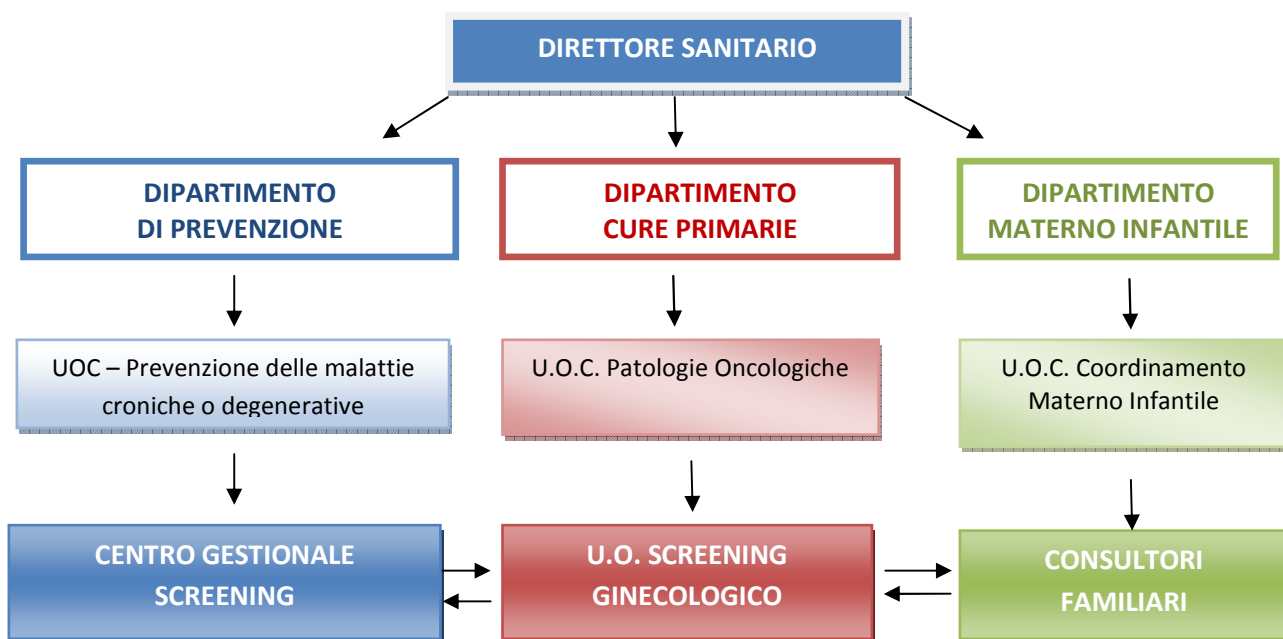 DIRETTORE SANITARIO
DIPARTIMENTO
DI PREVENZIONE
DIPARTIMENTO
CURE PRIMARIE
DIPARTIMENTO
MATERNO INFANTILE
UOC – Prevenzione delle malattie
croniche o degenerative
U.O.C. Patologie Oncologiche
U.O.C. Coordinamento
Materno Infantile
CENTRO GESTIONALE
SCREENING
U.O. SCREENING
GINECOLOGICO
CONSULTORI
FAMILIARI